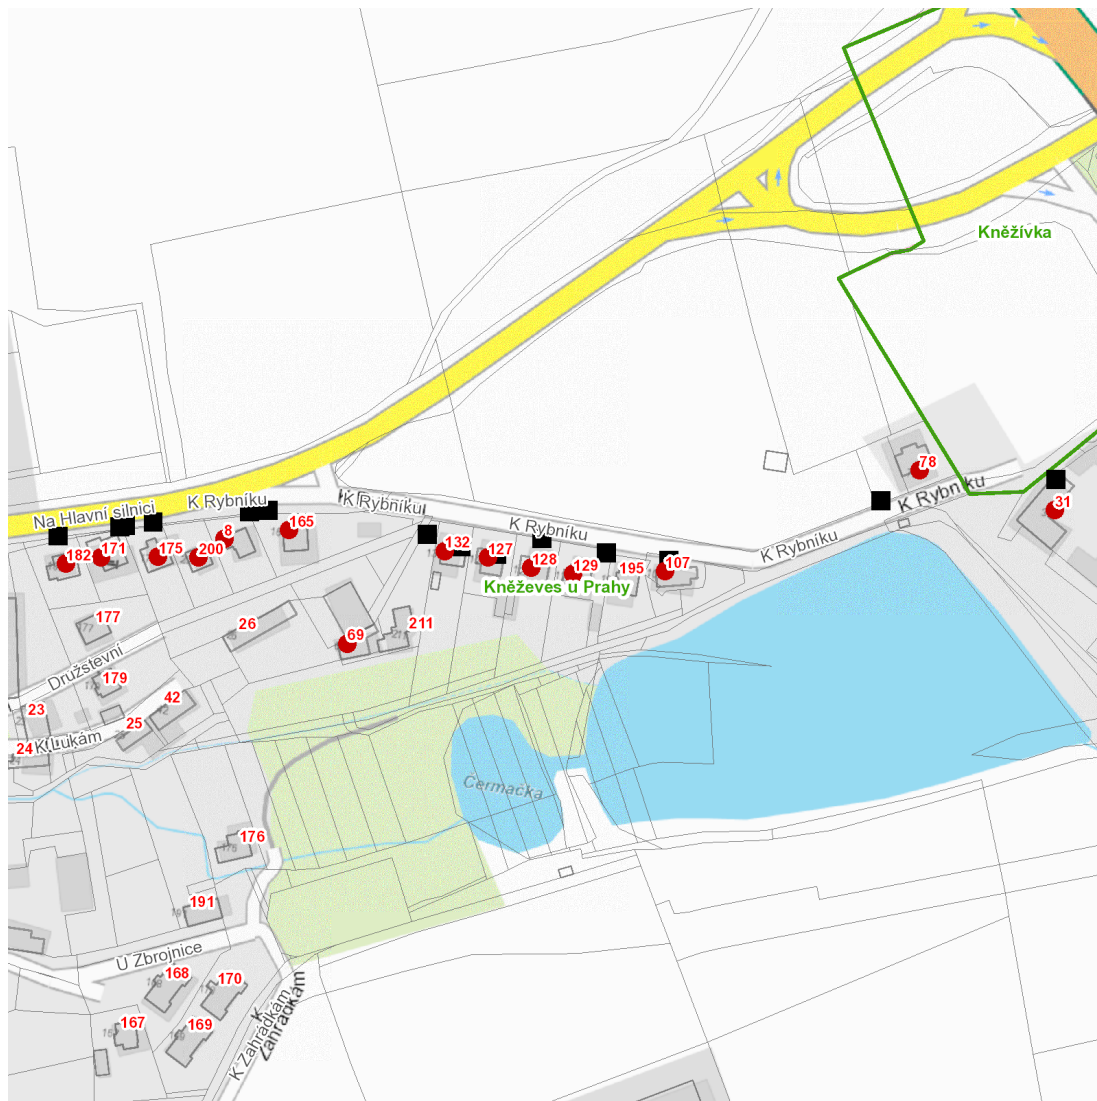 Kněžívka
78
K Rybníku
31
K Rybníku
K Rybníku
K Rybníku
Na Hlavní silnici
K Rybníku
8
165
182
171
175
200
132
127
128
129
195
107
Kněževes u Prahy
177
26
69
211
Družstevní
179
42
23
25
24
K Lukám
Čermačka
176
191
U Zbrojnice
168
170
167
169
K Zahrádkám
K Zahrádkám